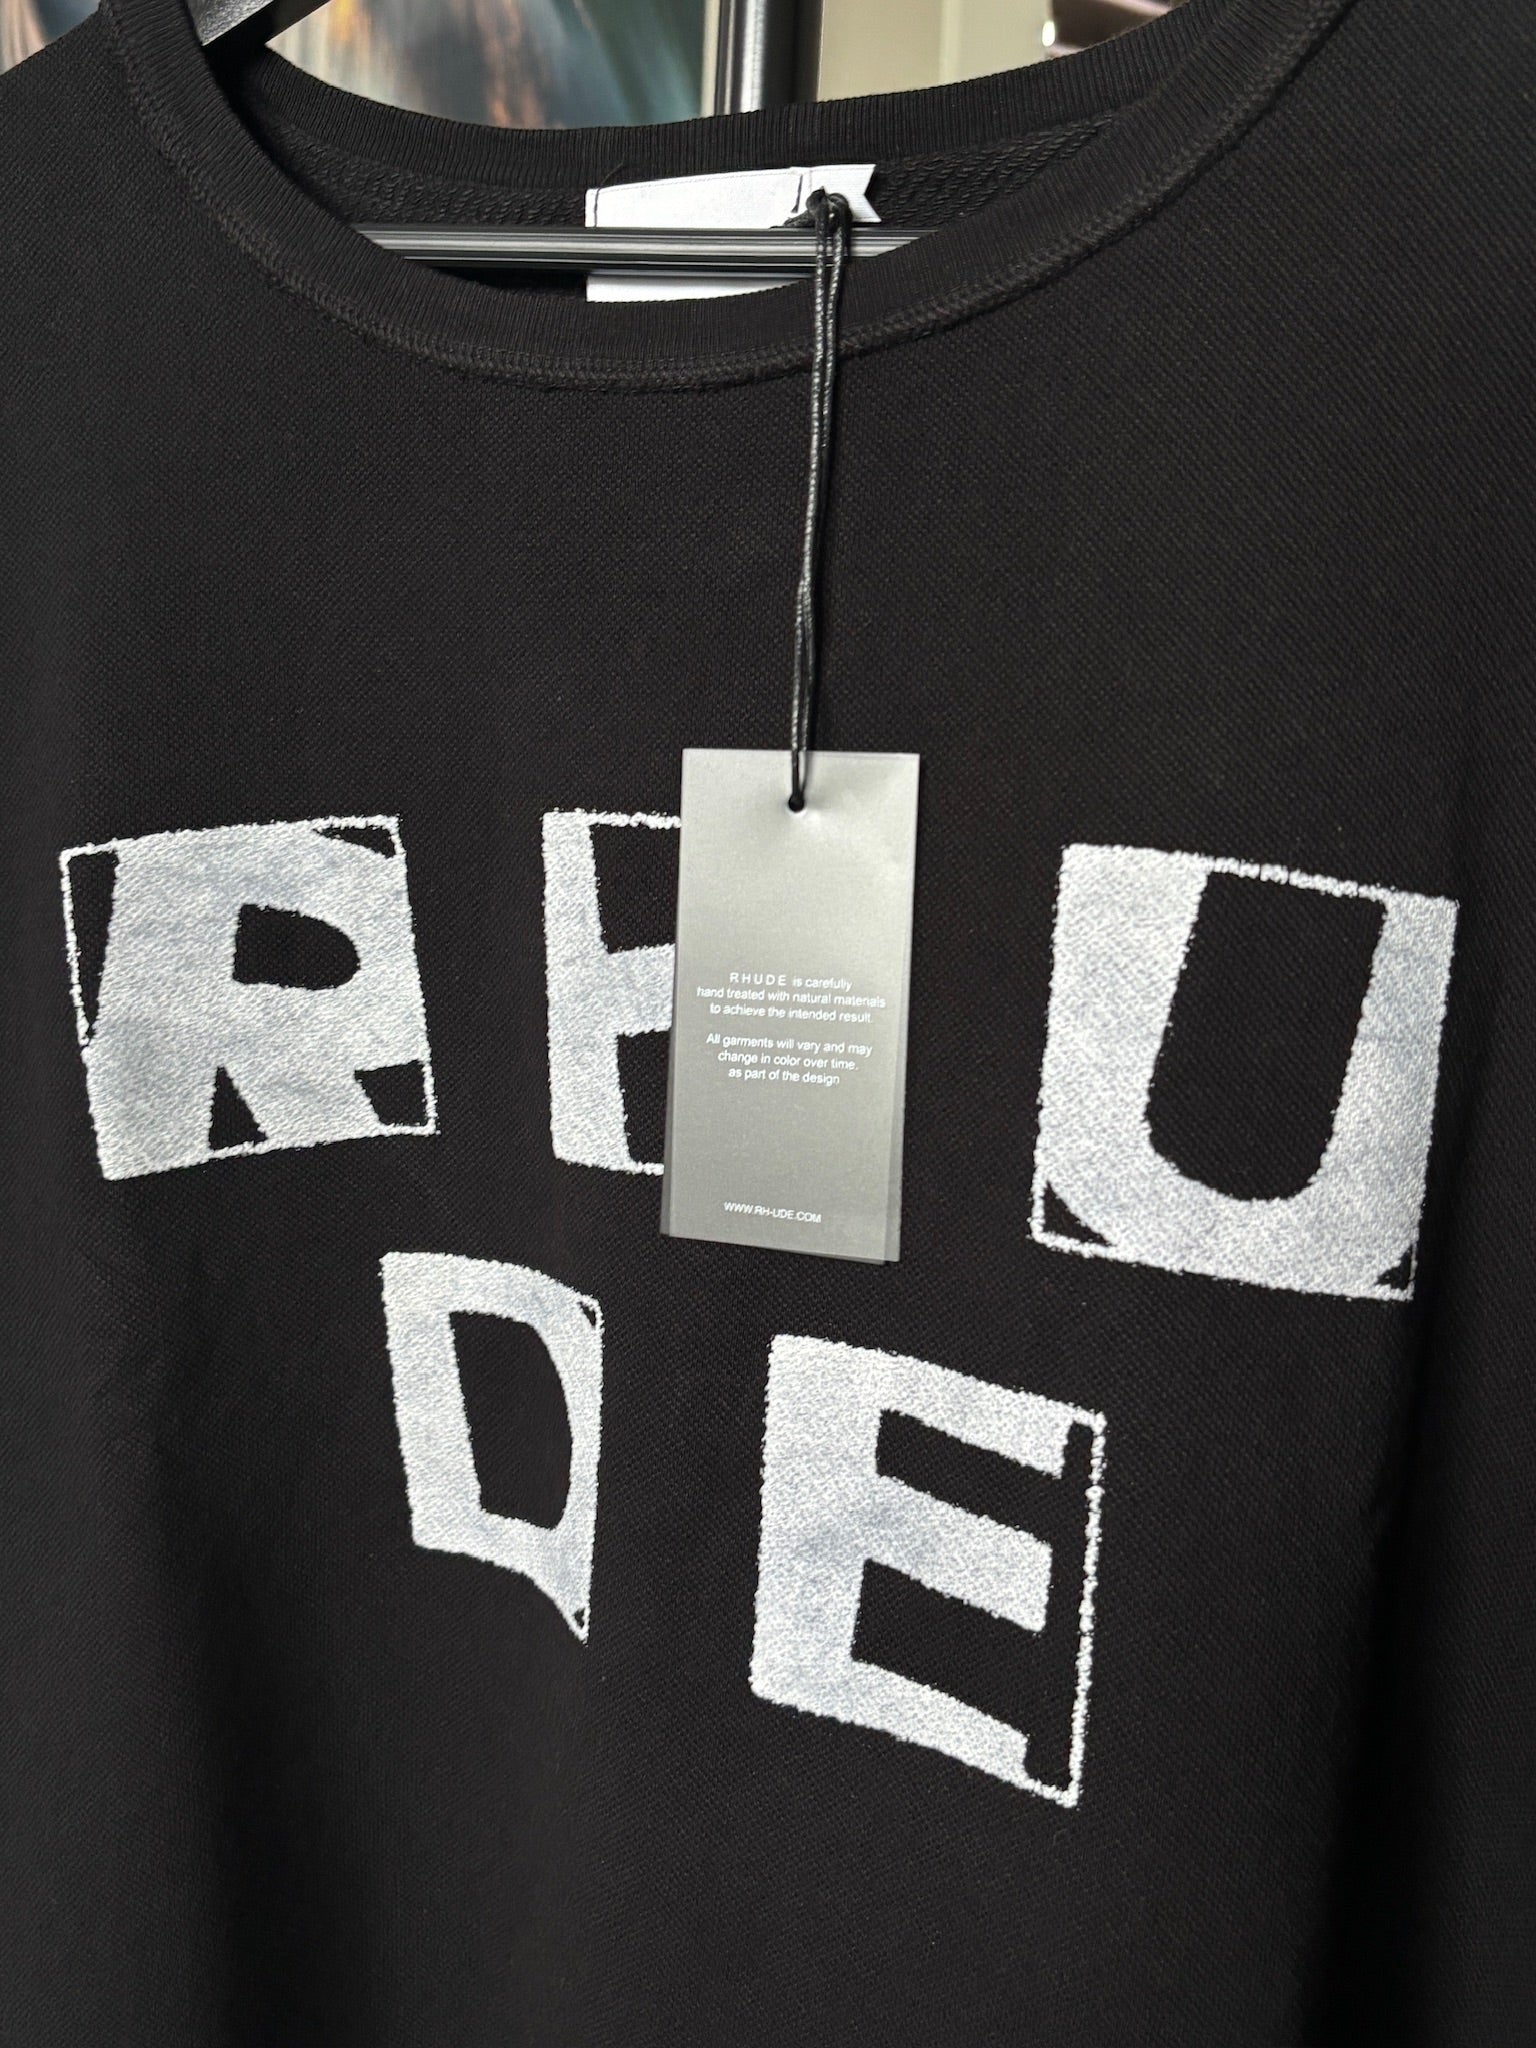 RHU
DE
RHUDE is carefully
hand treated with natural materials
to achieve the intended result.
All garments will vary and may
change in color over time.
as part of the design
WWW.RH-UDE.COM